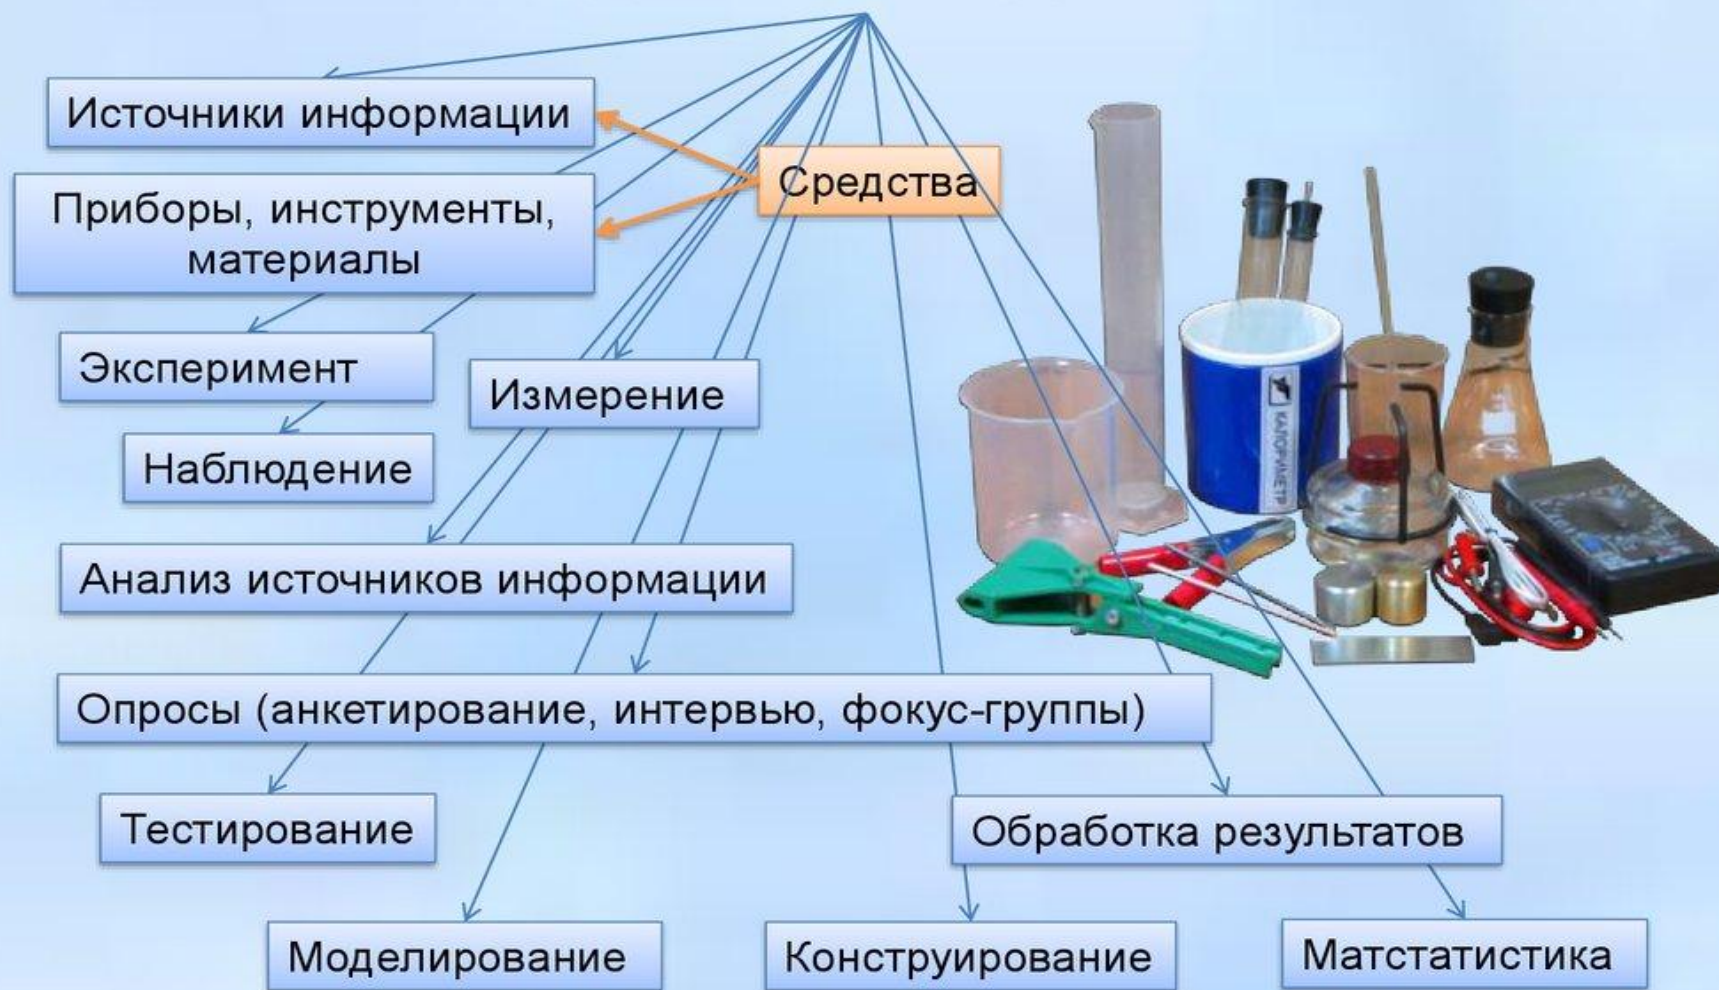 Источники информации
Средства
Приборы, инструменты,
материалы
Эксперимент
Измерение
Наблюдение
КАЛОРИМЕТР
Анализ источников информации
Опросы (анкетирование, интервью, фокус-группы)
Тестирование
Обработка результатов
Моделирование
Конструирование
Матстатистика